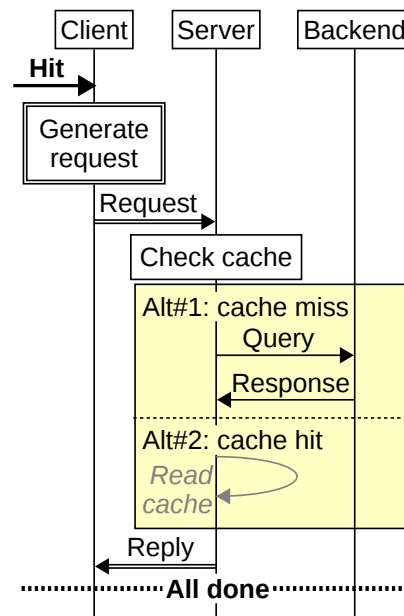 Client Server Backend
Hit
Generate
request
Request
Check cache
Alt#1: cache miss
Query
Response
Alt#2: cache hit
Read
cache
Reply
All done